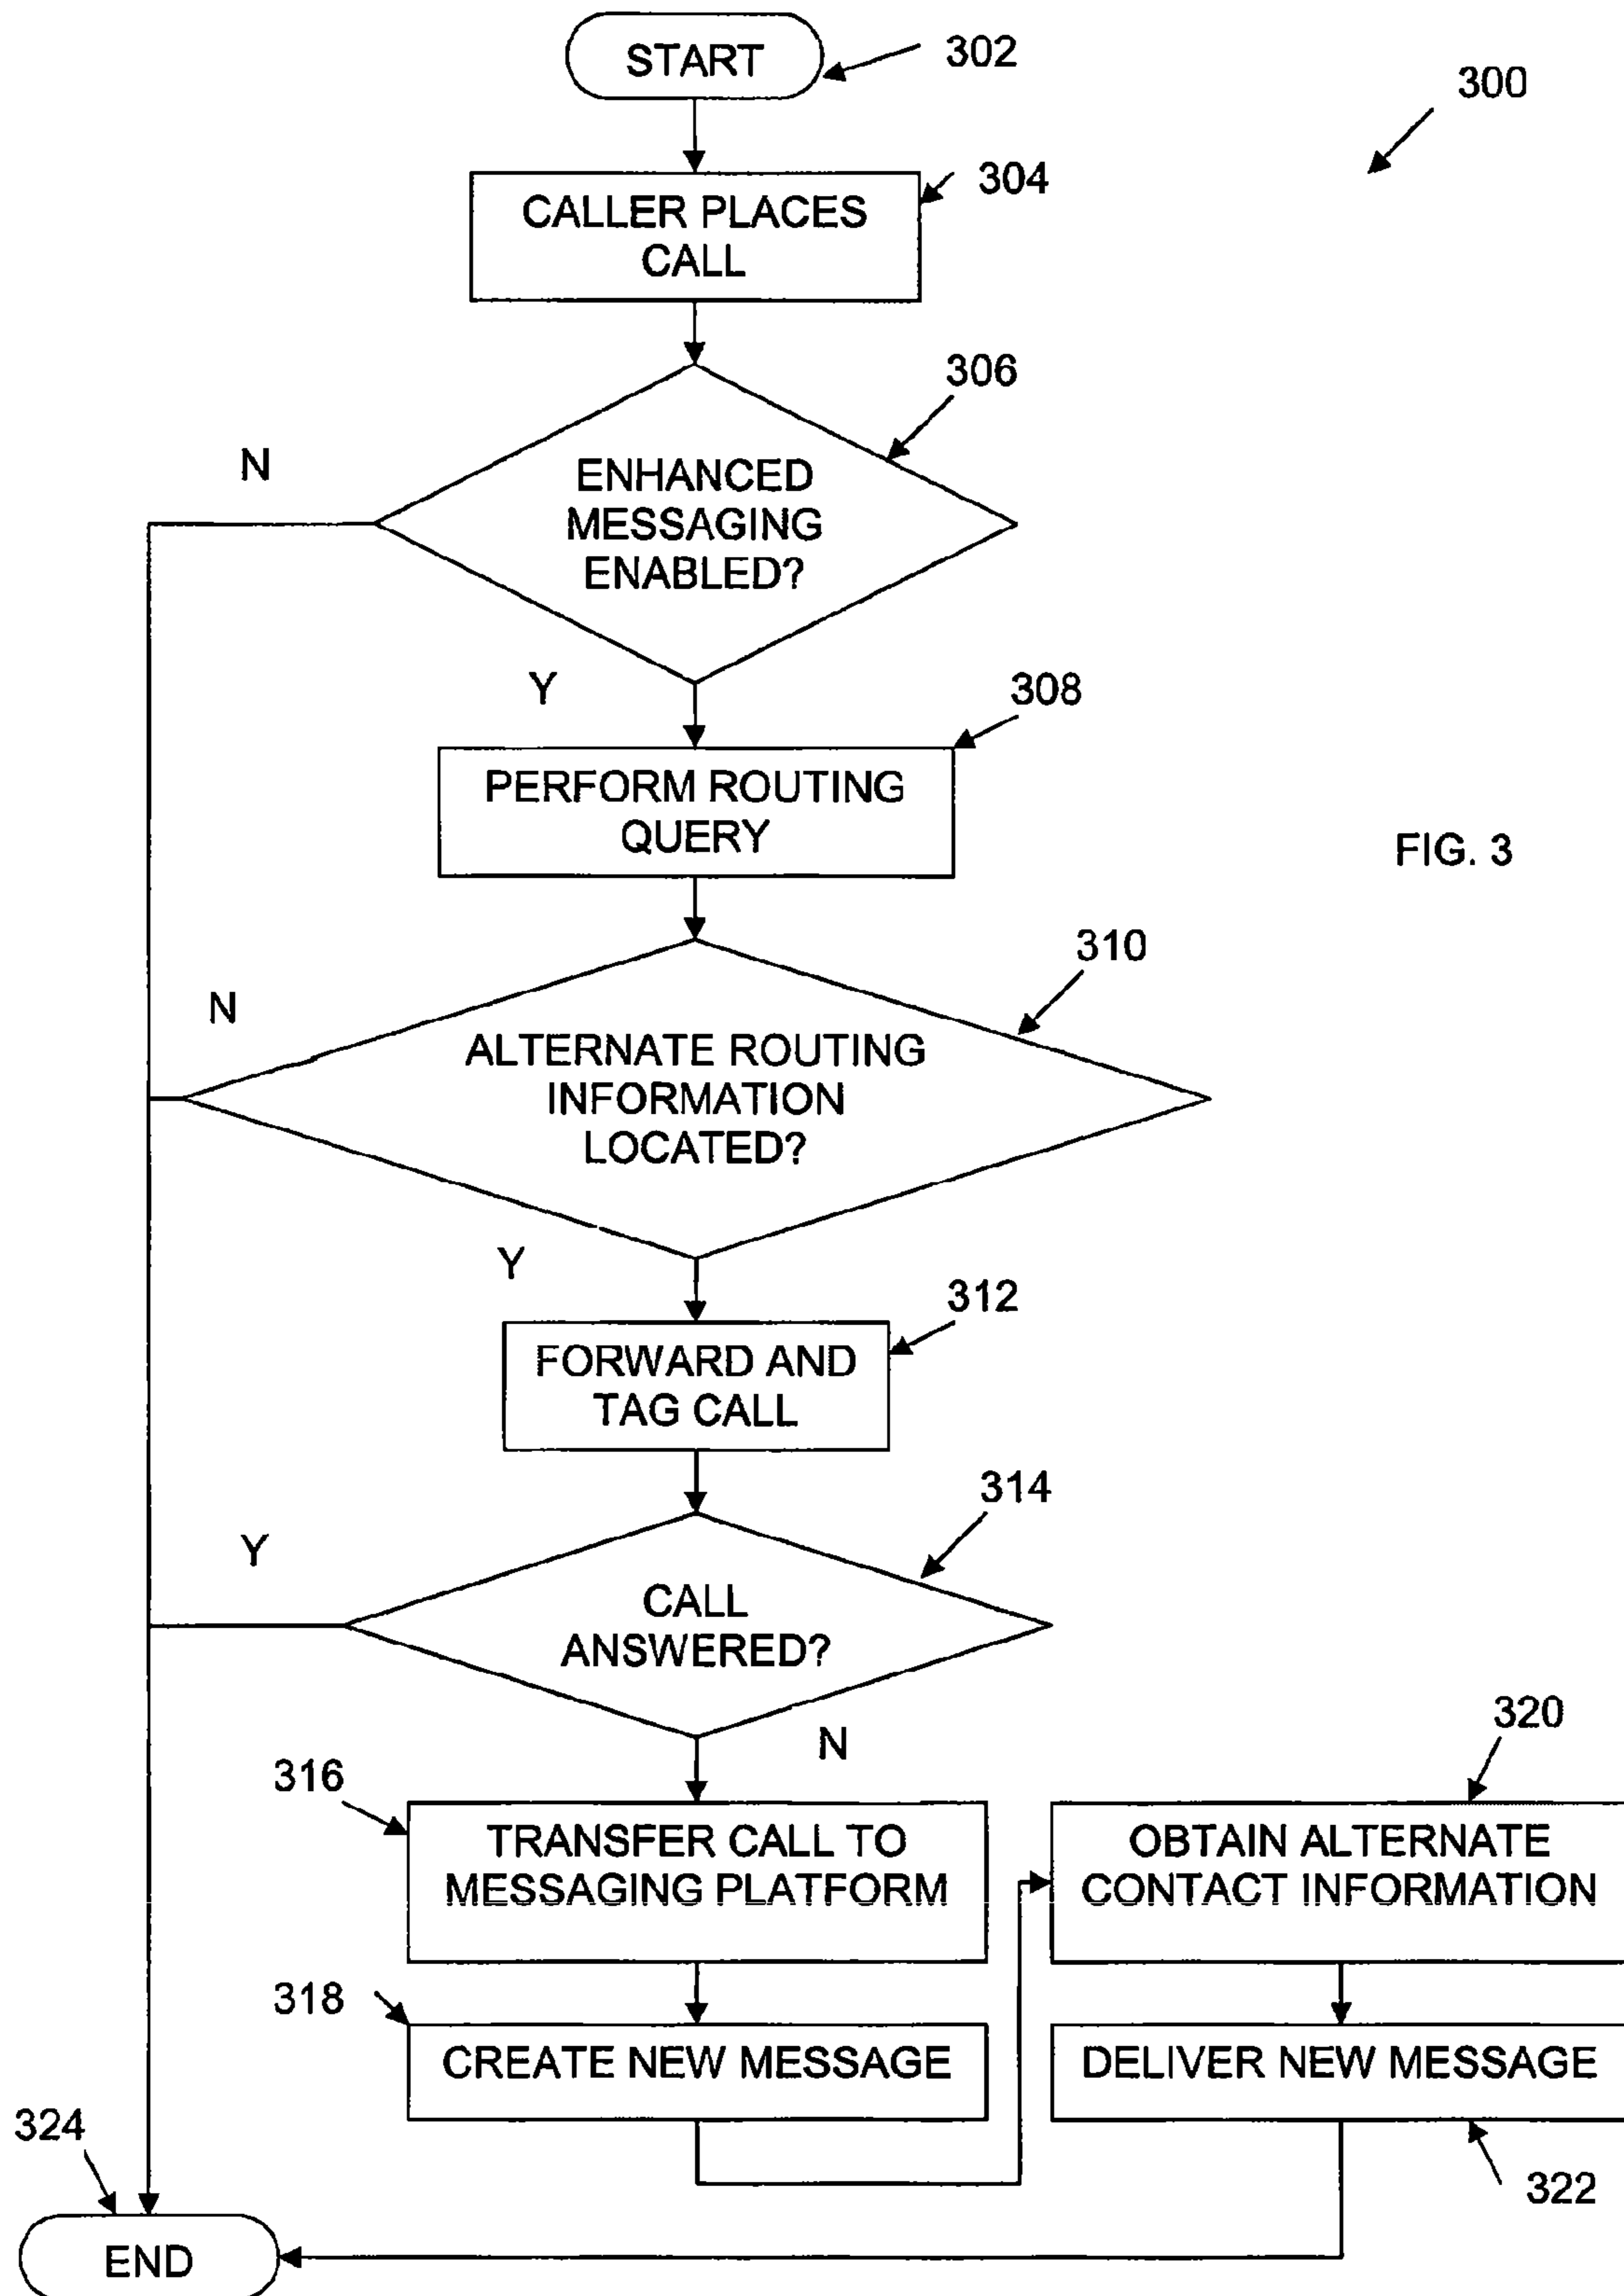 START
302
300
304
CALLER PLACES
CALL
306
N
ENHANCED
MESSAGING
ENABLED?
Y
308
PERFORM ROUTING
QUERY
FIG. 3
310
N
ALTERNATE ROUTING
INFORMATION
LOCATED?
Y
312
FORWARD AND
TAG CALL
314
Y
CALL
ANSWERED?
N
320
316
TRANSFER CALL TO
MESSAGING PLATFORM
OBTAIN ALTERNATE
CONTACT INFORMATION
318
CREATE NEW MESSAGE
DELIVER NEW MESSAGE
324
322
END